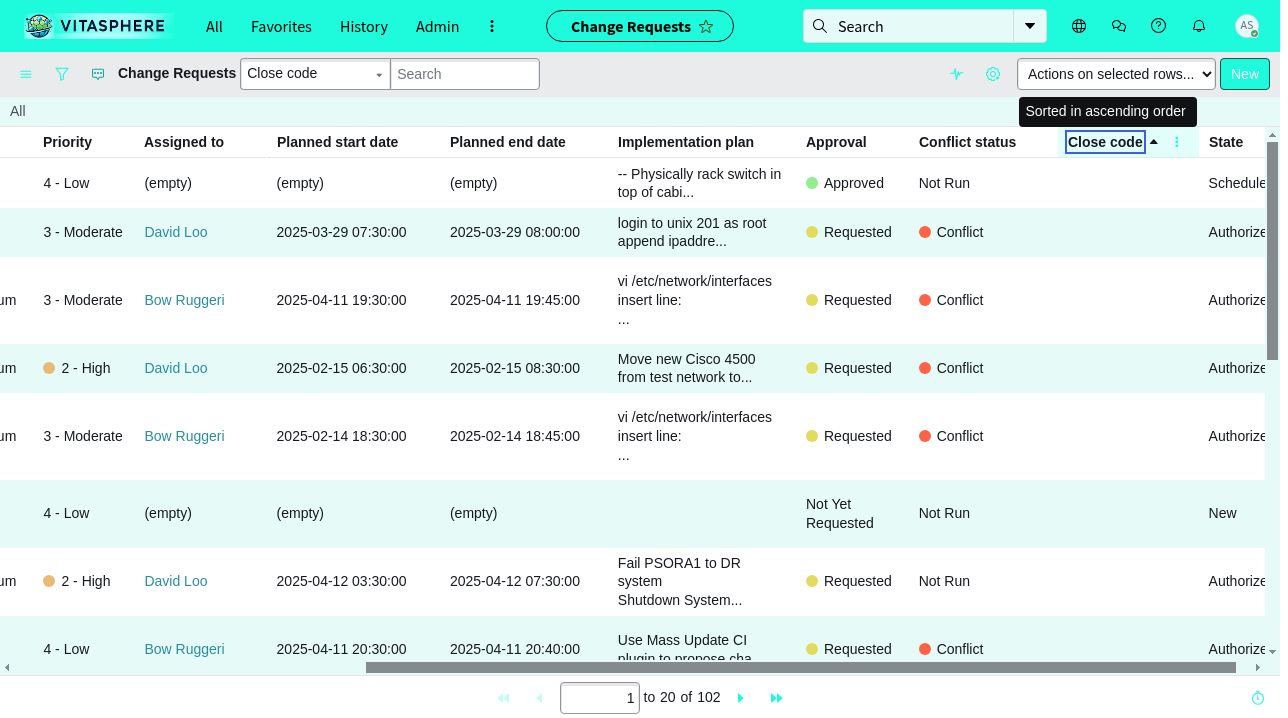 VITASPHERE All Favorites History Admin Change Requests Search AS
Change Requests Close code Search Actions on selected rows... New
All
Sorted in ascending order
Priority Assigned to Planned start date Planned end date Implementation plan Approval Conflict status Close code State
4 - Low (empty) (empty) (empty) -- Physically rack switch in Approved Not Run Schedule
top of cabi...
3 - Moderate David Loo 2025-03-29 07:30:00 2025-03-29 08:00:00 login to unix 201 as root Requested Conflict Authorize
append ipaddre...
um 3 - Moderate Bow Ruggeri 2025-04-11 19:30:00 2025-04-11 19:45:00 vi /etc/network/interfaces Requested Conflict Authorize
insert line:
...
um 2 - High David Loo 2025-02-15 06:30:00 2025-02-15 08:30:00 Move new Cisco 4500 Requested Conflict Authorize
from test network to...
um 3 - Moderate Bow Ruggeri 2025-02-14 18:30:00 2025-02-14 18:45:00 vi /etc/network/interfaces Requested Conflict Authorize
insert line:
...
4 - Low (empty) (empty) (empty) Not Yet Not Run New
Requested
um 2 - High David Loo 2025-04-12 03:30:00 2025-04-12 07:30:00 Fail PSORA1 to DR Requested Not Run Authorize
system
Shutdown System...
4 - Low Bow Ruggeri 2025-04-11 20:30:00 2025-04-11 20:40:00 Use Mass Update CI Requested Conflict Authorize
plugin to propose cha
1 to 20 of 102